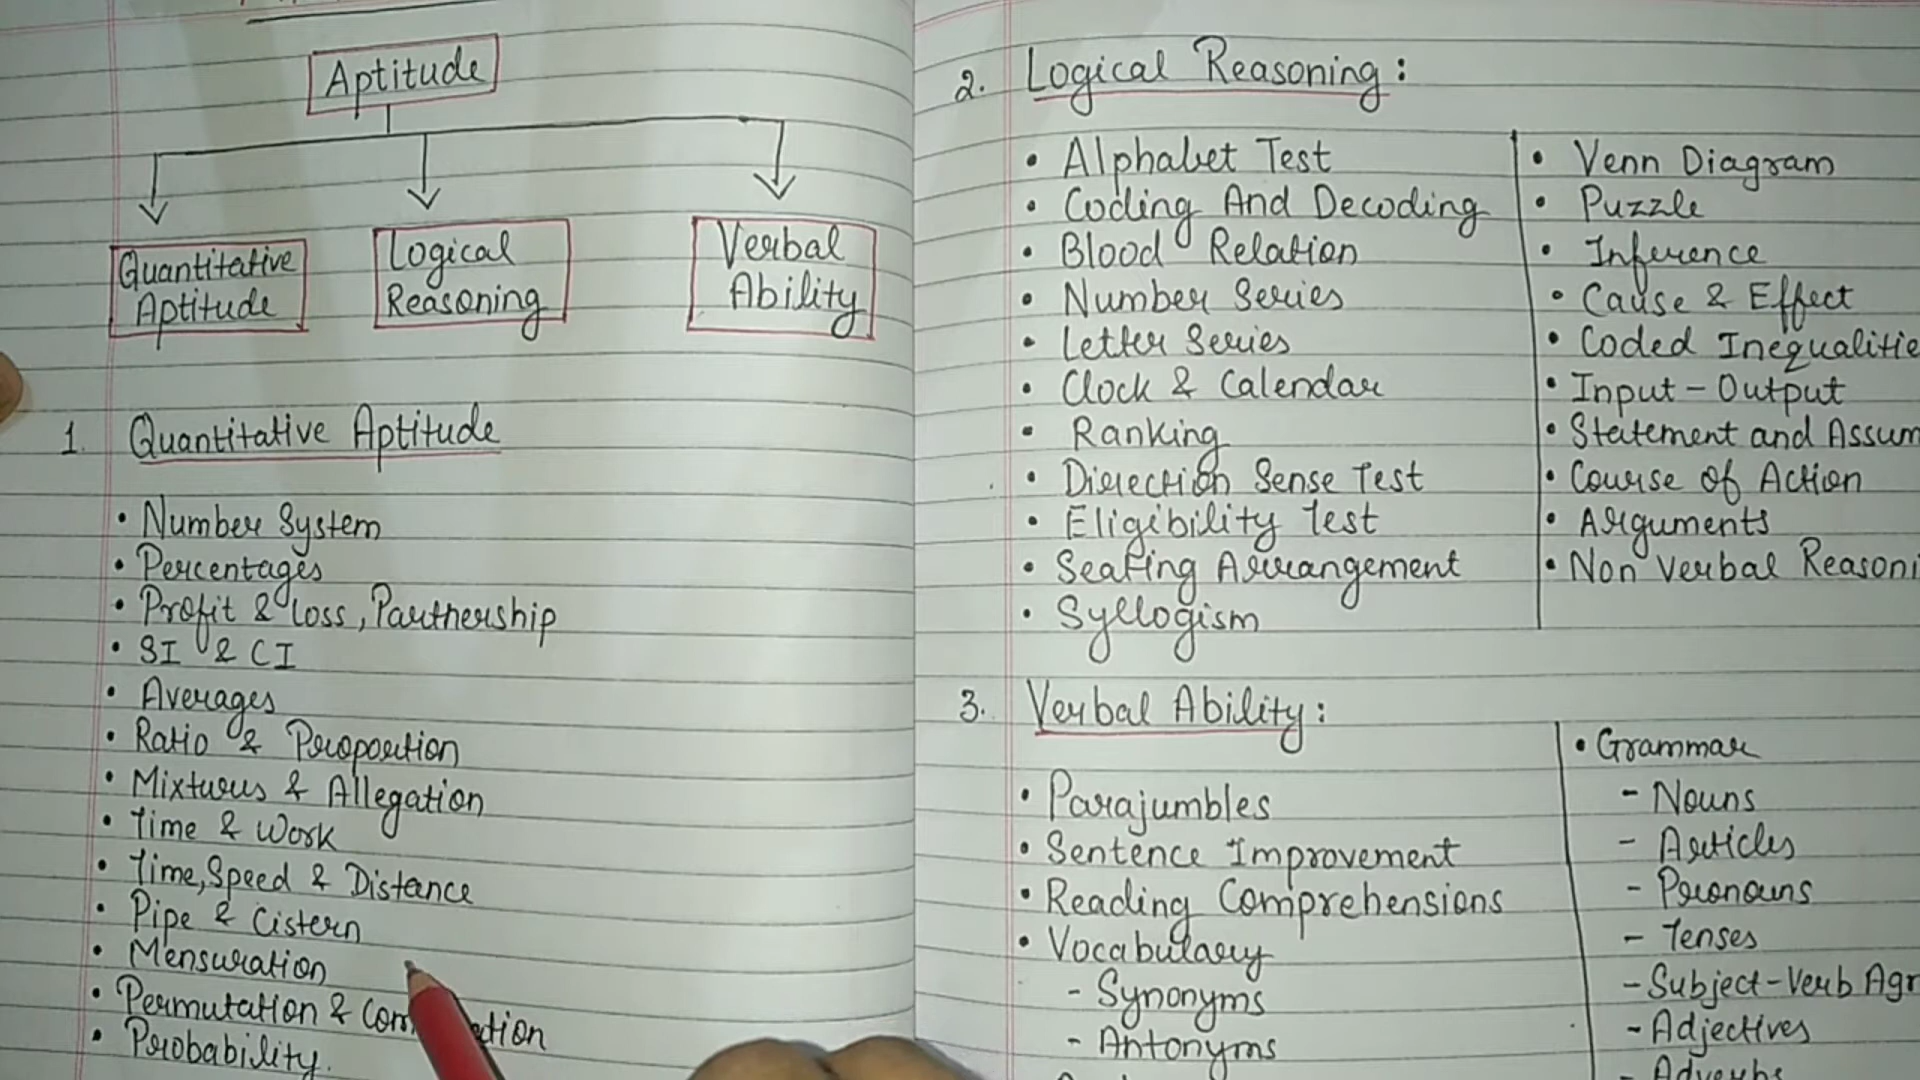 Aptitude
Quantitative
Aptitude
Logical
Reasoning
Verbal
Ability
1. Quantitative Aptitude
• Number System
• Percentages
• Profit & Loss, Partnership
• SI & CI
• Averages
• Ratio & Proportion
• Mixtures & Allegation
• Time & Work
• Time, Speed & Distance
• Pipe & Cistern
• Mensuration
• Permutation &
• Probability.
2. Logical Reasoning :
• Alphabet Test
• Coding And Decoding
• Blood Relation
• Number Series
• Letter Series
• Clock & Calendar
• Ranking
• Direction Sense Test
• Eligibility Test
• Seating Arrangement
• Syllogism
• Venn Diagram
• Puzzle
• Inference
• Cause & Effect
• Coded Inequalitie
• Input - Output
• Statement and Assum
• Course of Action
• Arguments
• Non Verbal Reasoni
3. Verbal Ability :
• Parajumbles
• Sentence Improvement
• Reading Comprehensions
• Vocabulary
- Synonyms
- Antonyms
• Grammar
- Nouns
- Articles
- Pronouns
- Tenses
- Subject-Verb Agr
- Adjectives
- Adverbs